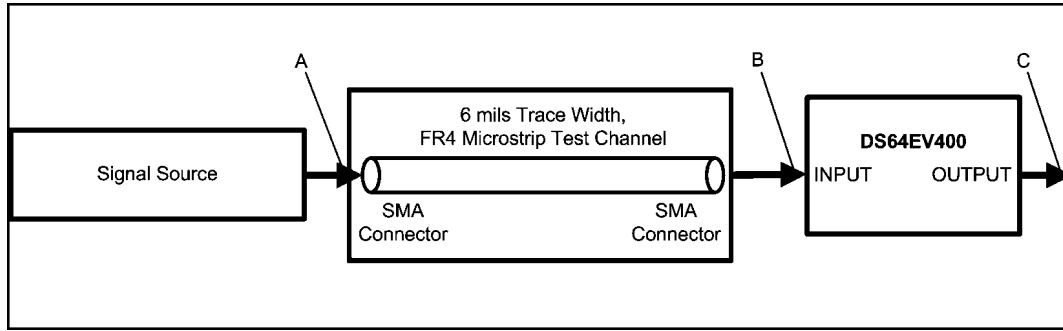 A
B
C
6 mils Trace Width,
FR4 Microstrip Test Channel
Signal Source
SMA
Connector
SMA
Connector
DS64EV400
INPUT
OUTPUT